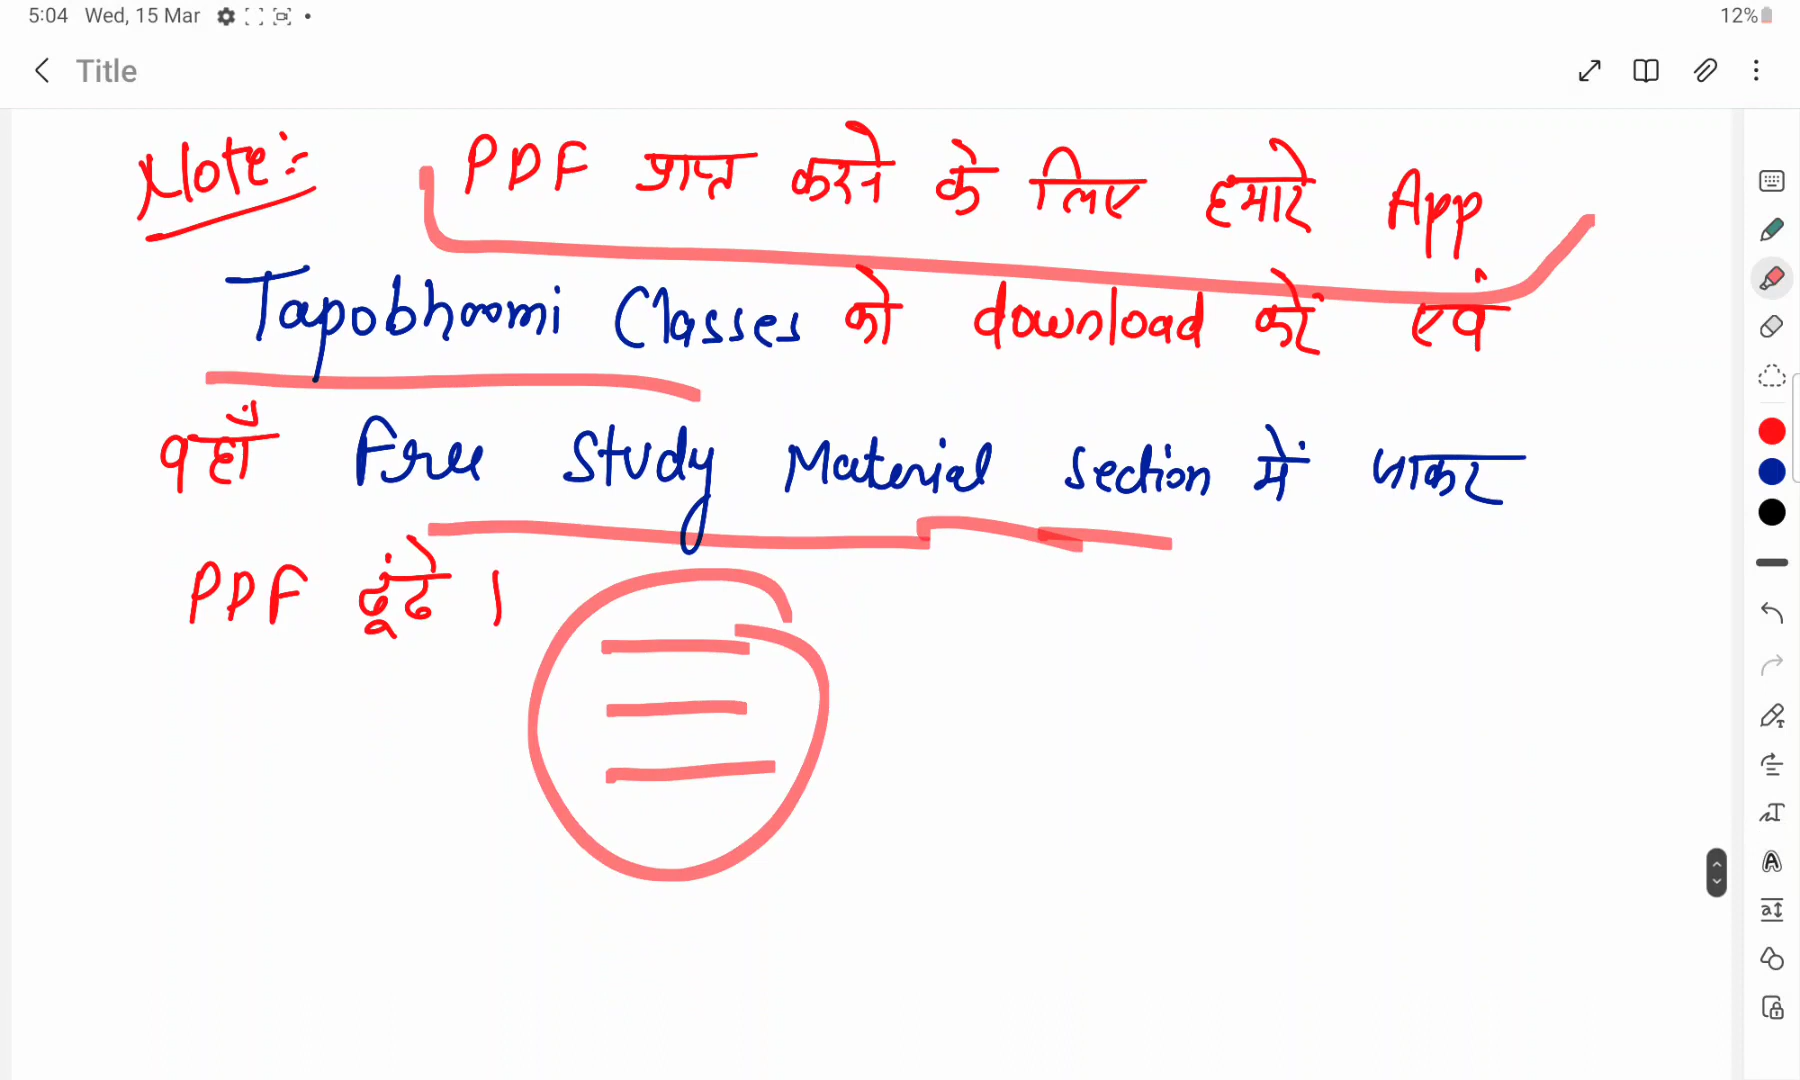 5:04 Wed, 15 Mar 12%
Title
Note:- PDF प्राप्त करने के लिए हमारे App
Tapobhoomi Classes को download करें एवं
वहाँ Free Study Material Section में जाकर
PDF ढूंढे ।